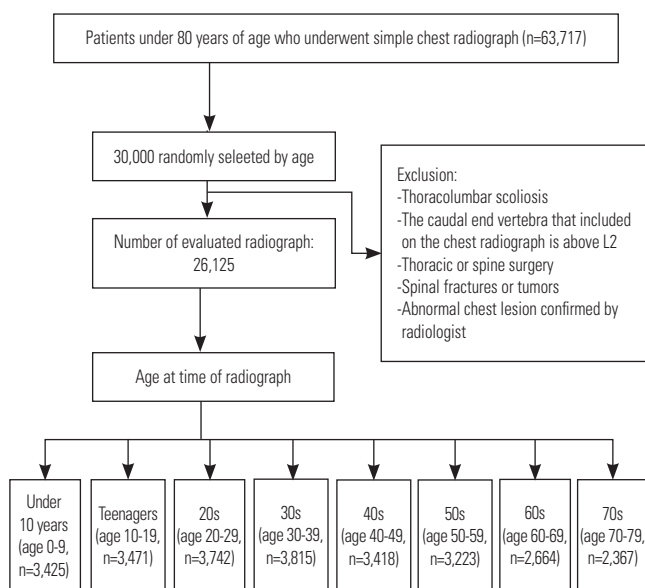 Patients under 80 years of age who underwent simple chest radiograph (n=63,717)
30,000 randomly seleeted by age
Exclusion:
-Thoracolumbar scoliosis
-The caudal end vertebra that included
on the chest radiograph is above L2
-Thoracic or spine surgery
-Spinal fractures or tumors
-Abnormal chest lesion confirmed by
radiologist
Number of evaluated radiograph:
26,125
Age at time of radiograph
Under
10 years
(age 0-9,
n=3,425)
Teenagers
(age 10-19,
n=3,471)
20s
(age 20-29,
n=3,742)
30s
(age 30-39,
n=3,815)
40s
(age 40-49,
n=3,418)
50s
(age 50-59,
n=3,223)
60s
(age 60-69,
n=2,664)
70s
(age 70-79,
n=2,367)